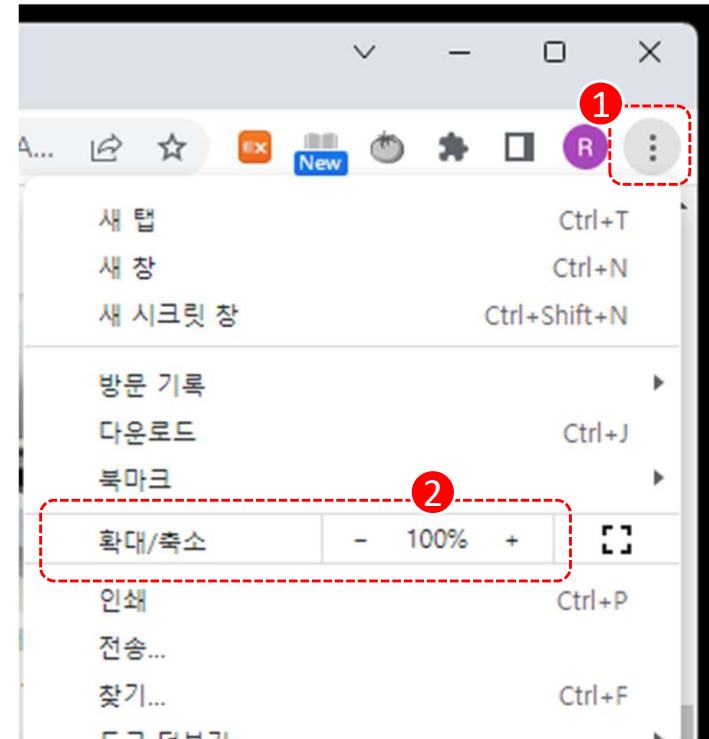 1
A...
EX
New
R
새 탭 Ctrl+T
새 창 Ctrl+N
새 시크릿 창 Ctrl+Shift+N
방문 기록
다운로드 Ctrl+J
북마크
2
확대/축소 - 100% +
인쇄 Ctrl+P
전송...
찾기... Ctrl+F